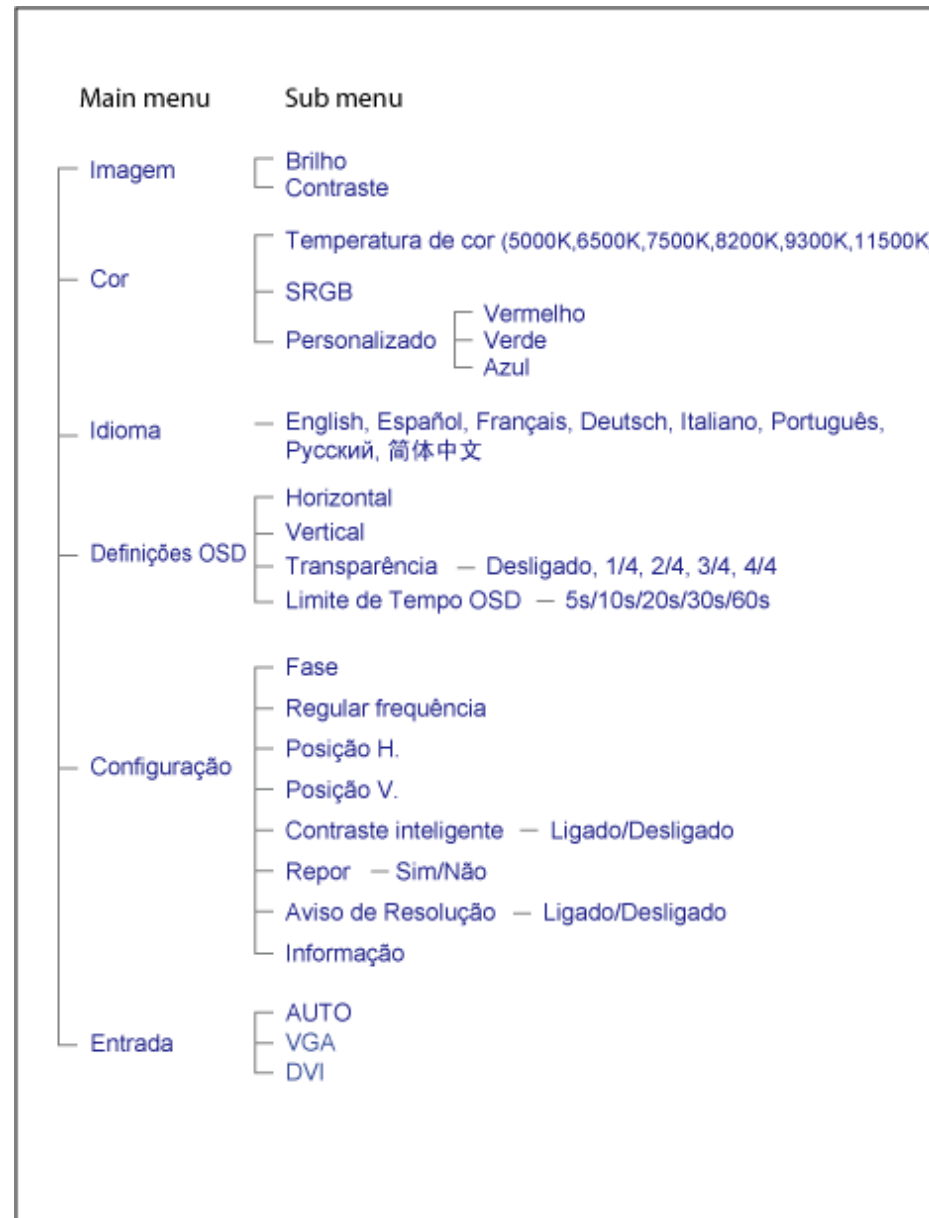 Main menu Sub menu
Imagem
Brilho
Contraste
Cor
Temperatura de cor (5000K,6500K,7500K,8200K,9300K,11500K)
SRGB
Personalizado
Vermelho
Verde
Azul
Idioma
English, Español, Français, Deutsch, Italiano, Português,
Русский, 简体中文
Definições OSD
Horizontal
Vertical
Transparência — Desligado, 1/4, 2/4, 3/4, 4/4
Limite de Tempo OSD — 5s/10s/20s/30s/60s
Configuração
Fase
Regular frequência
Posição H.
Posição V.
Contraste inteligente — Ligado/Desligado
Repor — Sim/Não
Aviso de Resolução — Ligado/Desligado
Informação
Entrada
AUTO
VGA
DVI